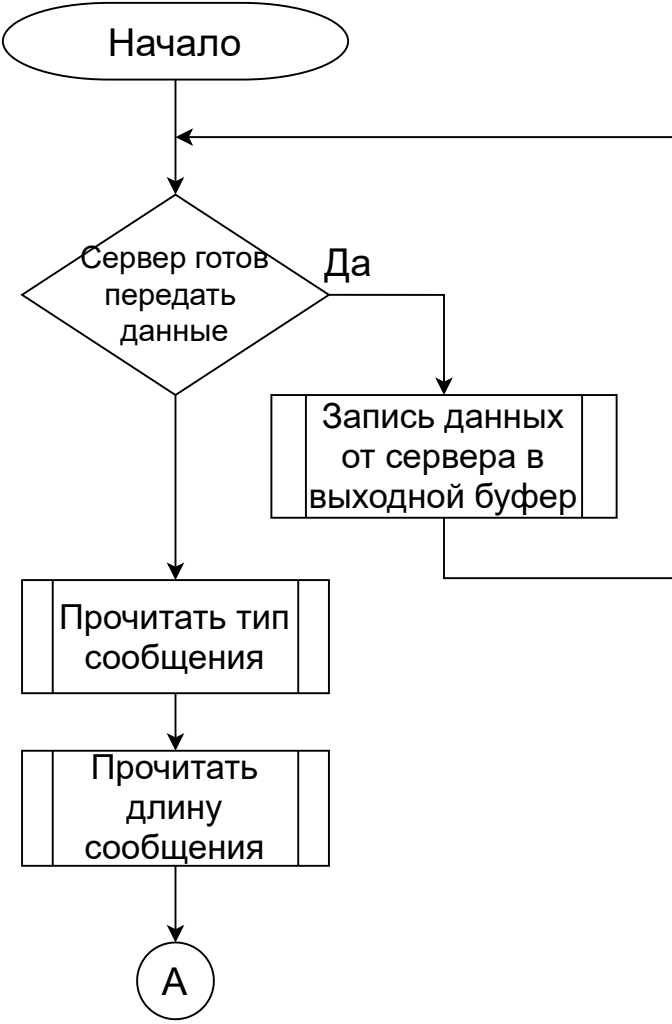 Начало
Сервер готов
передать
данные
Да
Запись данных
от сервера в
выходной буфер
Прочитать тип
сообщения
Прочитать
длину
сообщения
А